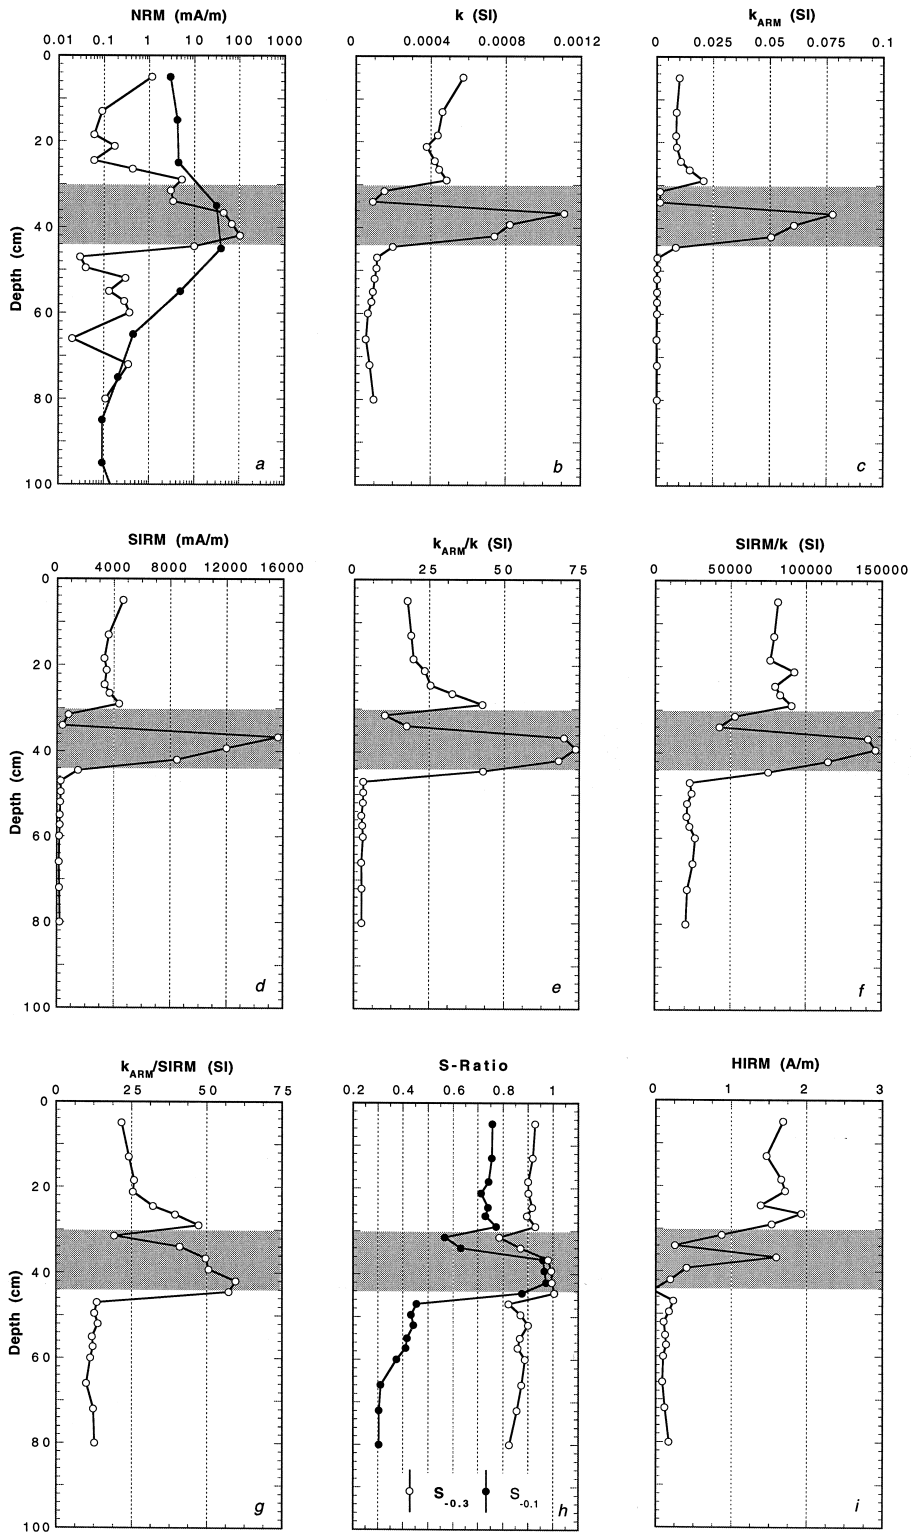 NRM (mA/m) k (SI) kARM (SI)
0.01 0.1 1 10 100 1000 0 0.0004 0.0008 0.0012 0 0.025 0.05 0.075 0.1
0
20
40
60
80
100
Depth (cm)
a b c
SIRM (mA/m) kARM/k (SI) SIRM/k (SI)
0 4000 8000 12000 16000 0 25 50 75 0 50000 100000 150000
0
20
40
60
80
100
Depth (cm)
d e f
kARM/SIRM (SI) S-Ratio HIRM (A/m)
0 25 50 75 0.2 0.4 0.6 0.8 1 0 1 2 3
0
20
40
60
80
100
Depth (cm)
S-0.3 S-0.1
g h i